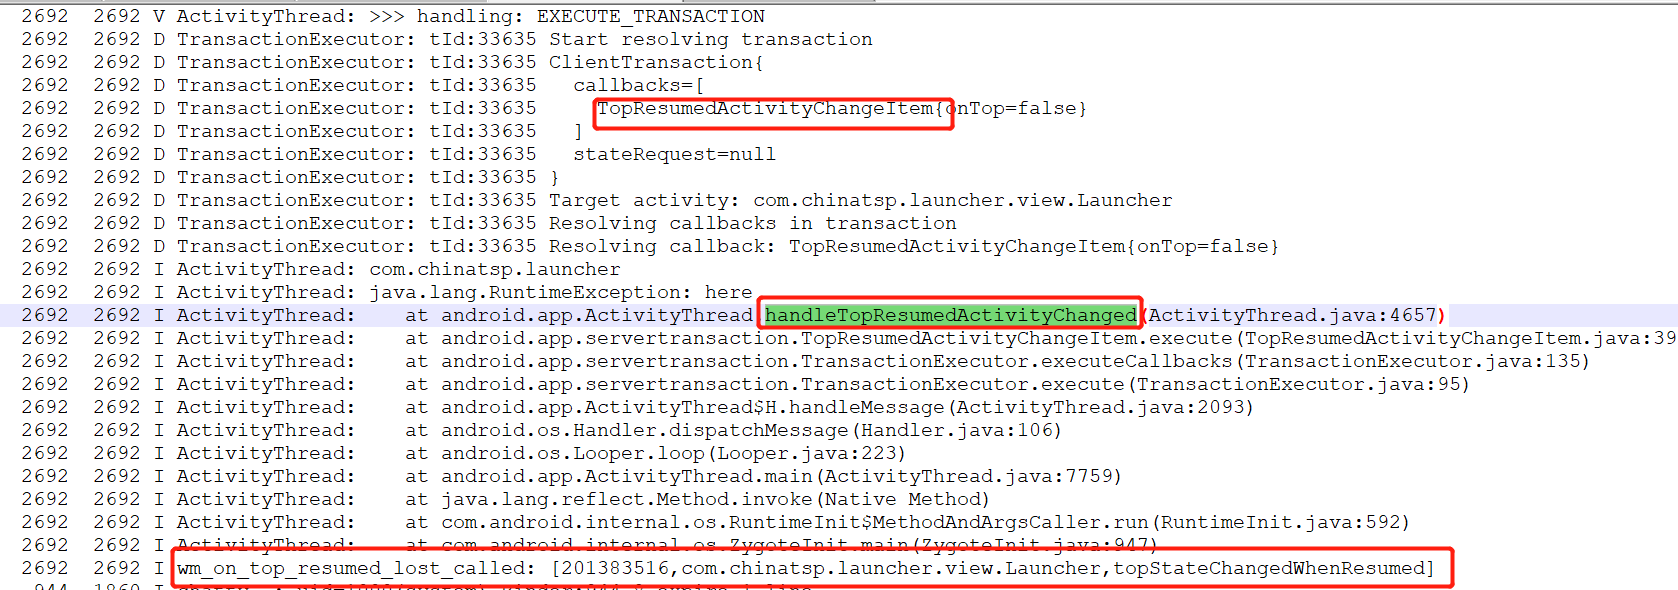 2692  2692 V ActivityThread: >>> handling: EXECUTE_TRANSACTION
2692  2692 D TransactionExecutor: tId:33635 Start resolving transaction
2692  2692 D TransactionExecutor: tId:33635 ClientTransaction{
2692  2692 D TransactionExecutor: tId:33635   callbacks=[
2692  2692 D TransactionExecutor: tId:33635     TopResumedActivityChangeItem{onTop=false}
2692  2692 D TransactionExecutor: tId:33635   ]
2692  2692 D TransactionExecutor: tId:33635   stateRequest=null
2692  2692 D TransactionExecutor: tId:33635 }
2692  2692 D TransactionExecutor: tId:33635 Target activity: com.chinatsp.launcher.view.Launcher
2692  2692 D TransactionExecutor: tId:33635 Resolving callbacks in transaction
2692  2692 D TransactionExecutor: tId:33635 Resolving callback: TopResumedActivityChangeItem{onTop=false}
2692  2692 I ActivityThread: com.chinatsp.launcher
2692  2692 I ActivityThread: java.lang.RuntimeException: here
2692  2692 I ActivityThread:    at android.app.ActivityThread.handleTopResumedActivityChanged(ActivityThread.java:4657)
2692  2692 I ActivityThread:    at android.app.servertransaction.TopResumedActivityChangeItem.execute(TopResumedActivityChangeItem.java:39
2692  2692 I ActivityThread:    at android.app.servertransaction.TransactionExecutor.executeCallbacks(TransactionExecutor.java:135)
2692  2692 I ActivityThread:    at android.app.servertransaction.TransactionExecutor.execute(TransactionExecutor.java:95)
2692  2692 I ActivityThread:    at android.app.ActivityThread$H.handleMessage(ActivityThread.java:2093)
2692  2692 I ActivityThread:    at android.os.Handler.dispatchMessage(Handler.java:106)
2692  2692 I ActivityThread:    at android.os.Looper.loop(Looper.java:223)
2692  2692 I ActivityThread:    at android.app.ActivityThread.main(ActivityThread.java:7759)
2692  2692 I ActivityThread:    at java.lang.reflect.Method.invoke(Native Method)
2692  2692 I ActivityThread:    at com.android.internal.os.RuntimeInit$MethodAndArgsCaller.run(RuntimeInit.java:592)
2692  2692 I ActivityThread:    at com.android.internal.os.ZygoteInit.main(ZygoteInit.java:947)
2692  2692 I wm_on_top_resumed_lost_called: [201383516,com.chinatsp.launcher.view.Launcher,topStateChangedWhenResumed]